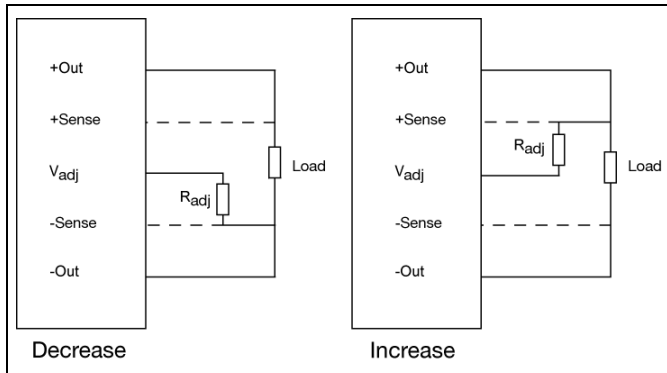 +Out
+Sense
Vadj
Radj
Load
-Sense
-Out
Decrease
+Out
+Sense
Radj
Vadj
Load
-Sense
-Out
Increase